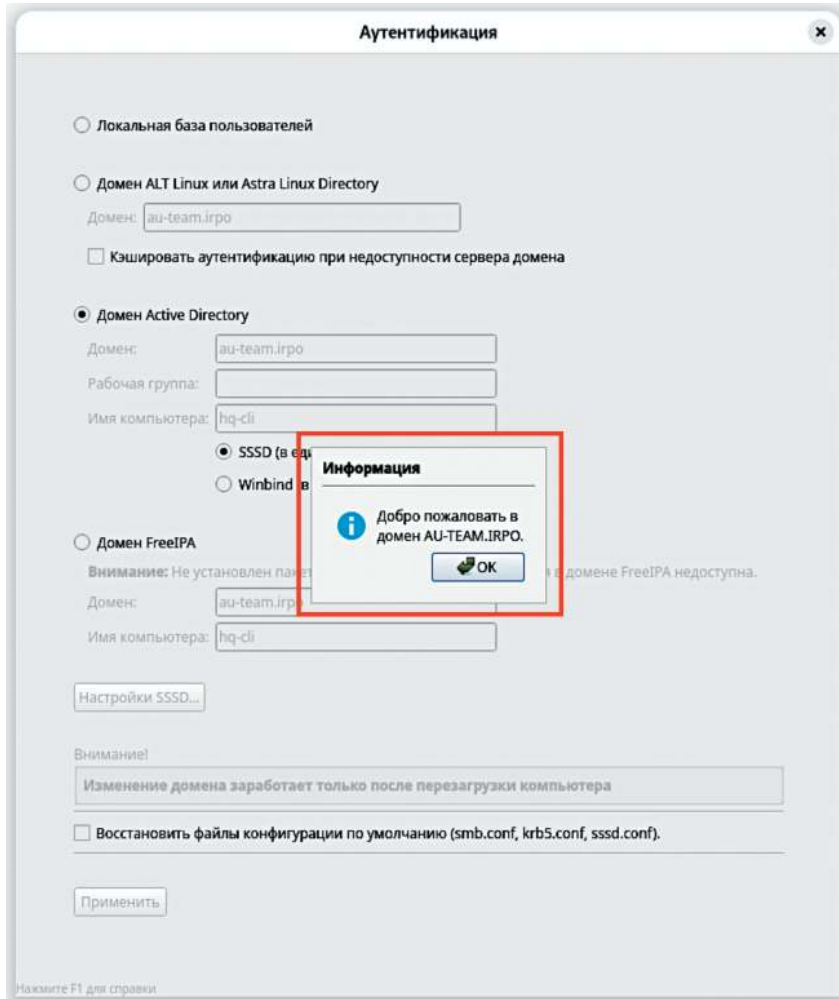 Аутентификация
Локальная база пользователей
Домен ALT Linux или Astra Linux Directory
Домен: au-team.irpo
Кэшировать аутентификацию при недоступности сервера домена
Домен Active Directory
Домен: au-team.irpo
Рабочая группа:
Имя компьютера: hq-cli
SSSD (в
Winbind
Информация
Добро пожаловать в
домен AU-TEAM.IRPO.
OK
Домен FreeIPA
Внимание: Не установлен в домене FreeIPA недоступна.
Домен: au-team.irpo
Имя компьютера: hq-cli
Настройки SSSD...
Внимание!
Изменение домена заработает только после перезагрузки компьютера
Восстановить файлы конфигурации по умолчанию (smb.conf, krb5.conf, sssd.conf).
Применить
Нажмите F1 для справки